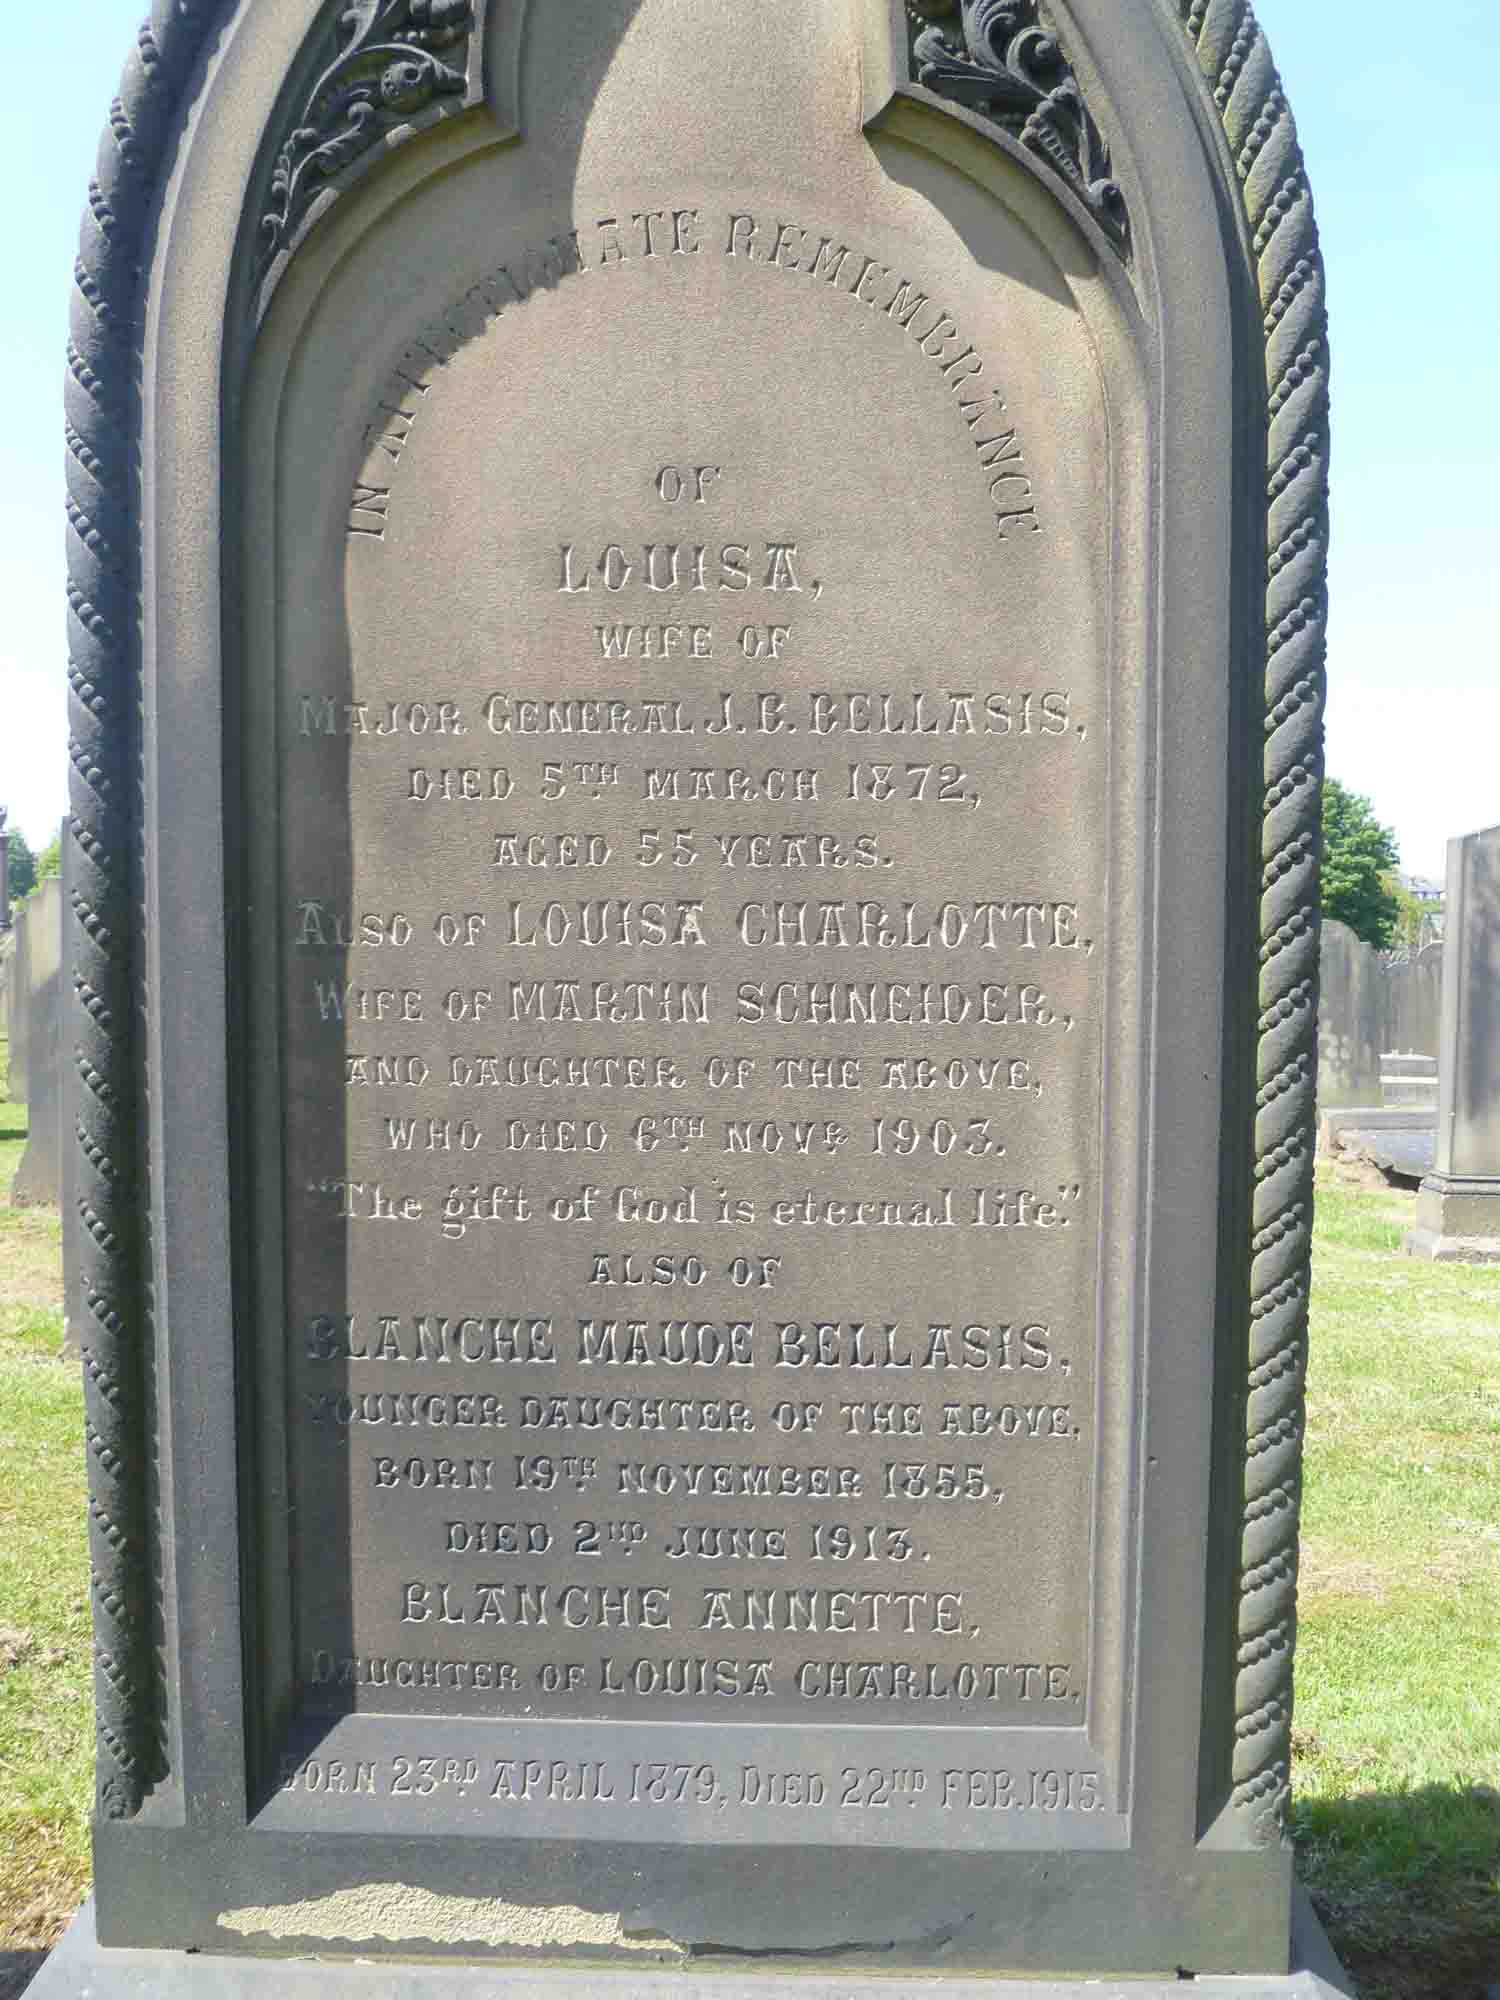 IN AFFECTIONATE REMEMBRANCE
OF
LOUISA,
WIFE OF
MAJOR GENERAL J.B. BELLASIS,
DIED 5TH MARCH 1872,
AGED 55 YEARS.
ALSO OF LOUISA CHARLOTTE,
WIFE OF MARTIN SCHNEIDER,
AND DAUGHTER OF THE ABOVE,
WHO DIED 6TH NOVR 1903.
"The gift of God is eternal life."
ALSO OF
BLANCHE MAUDE BELLASIS,
YOUNGER DAUGHTER OF THE ABOVE,
BORN 19TH NOVEMBER 1855,
DIED 2ND JUNE 1913.
BLANCHE ANNETTE,
DAUGHTER OF LOUISA CHARLOTTE,
BORN 23RD APRIL 1879, DIED 22ND FEB. 1915.